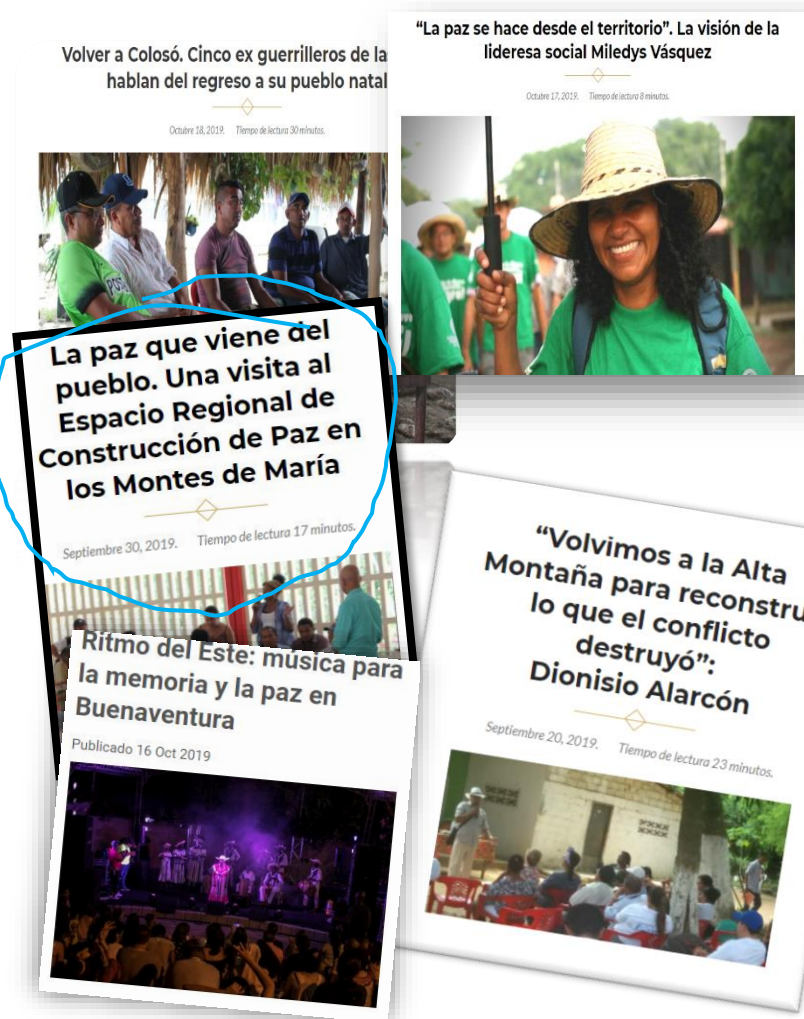 Volver a Colosó. Cinco ex guerrilleros de la
hablan del regreso a su pueblo natal
Octubre 18, 2019. Tiempo de lectura 30 minutos.
“La paz se hace desde el territorio”. La visión de la
lideresa social Miledys Vásquez
Octubre 17, 2019. Tiempo de lectura 8 minutos.
La paz que viene del
pueblo. Una visita al
Espacio Regional de
Construcción de Paz en
los Montes de María
Septiembre 30, 2019. Tiempo de lectura 17 minutos.
Ritmo del Este: música para
la memoria y la paz en
Buenaventura
Publicado 16 Oct 2019
“Volvimos a la Alta
Montaña para reconstru
lo que el conflicto
destruyó”:
Dionisio Alarcón
Septiembre 20, 2019. Tiempo de lectura 23 minutos.